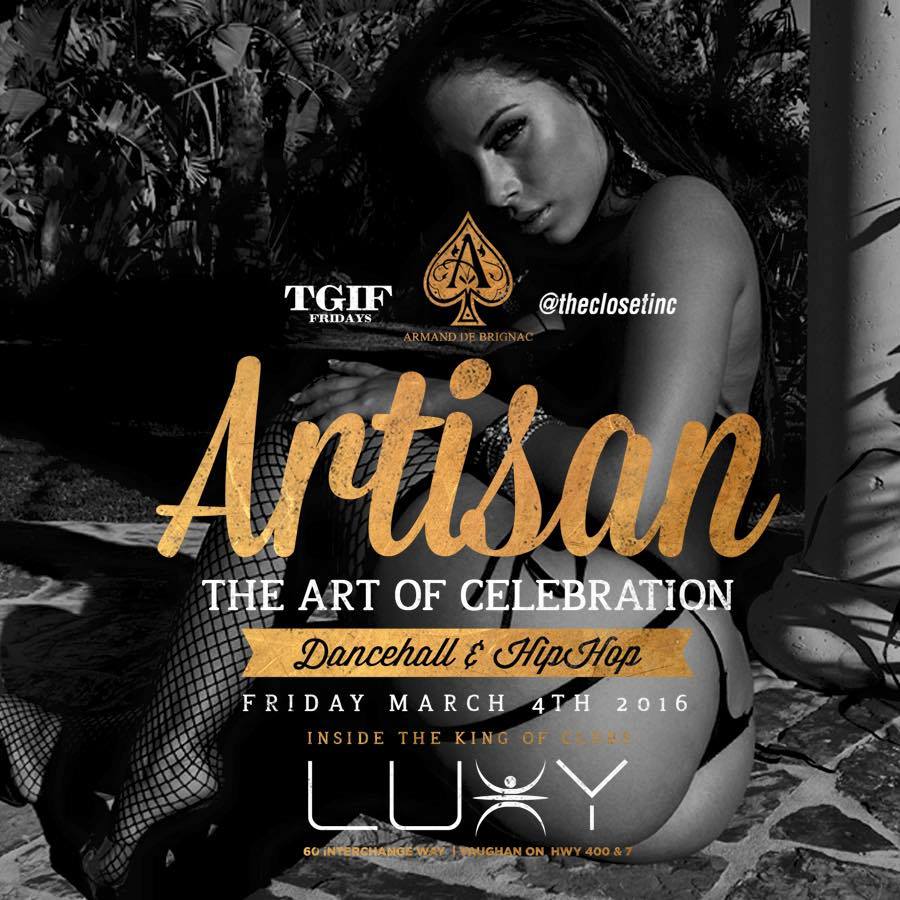 TGIF
FRIDAYS
A
ARMAND DE BRIGNAC
@theclosetinc
Artisan
THE ART OF CELEBRATION
Dancehall & HipHop
FRIDAY MARCH 4TH 2016
INSIDE THE KING OF CLUBS
LUXY
60 INTERCHANGE WAY | VAUGHAN ON HWY 400 & 7